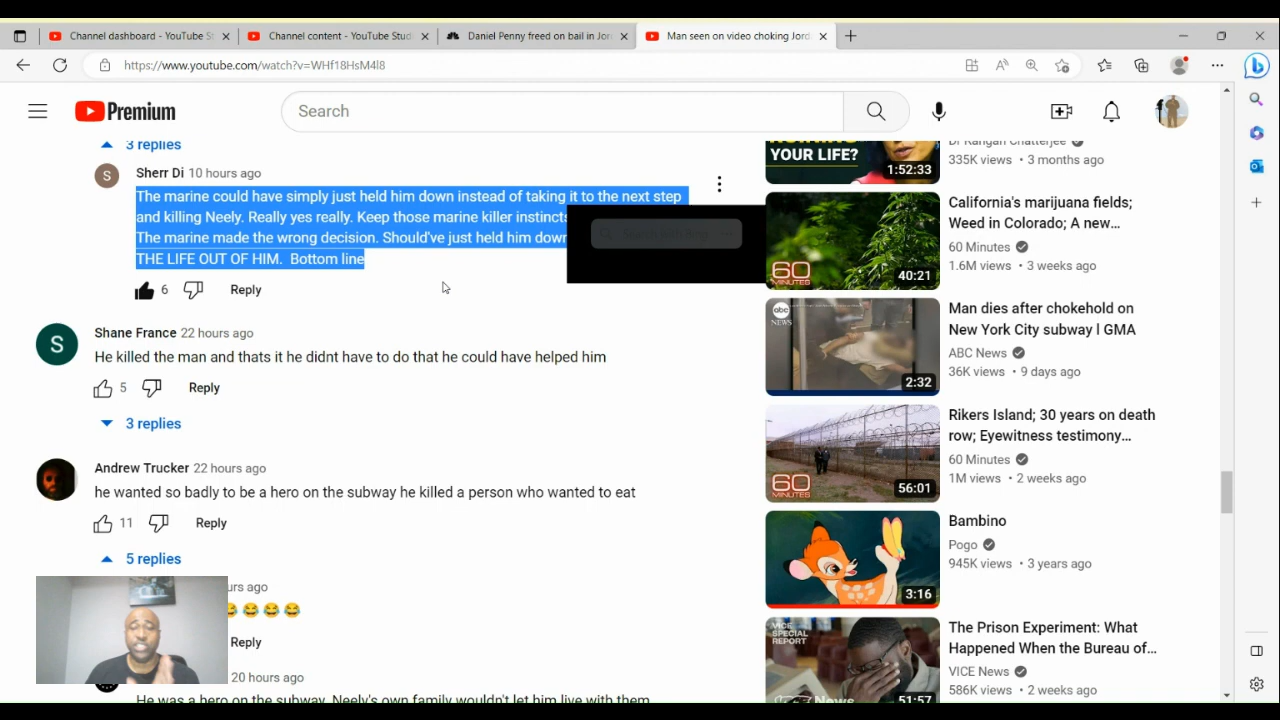 Channel dashboard - YouTube S
Channel content - YouTube Stud
Daniel Penny freed on bail in Jor
Man seen on video choking Jord
https://www.youtube.com/watch?v=WHf18HsM4l8
Premium
Search
3 replies
Sherr Di 10 hours ago
The marine could have simply just held him down instead of taking it to the next step
and killing Neely. Really yes really. Keep those marine killer instincts
The marine made the wrong decision. Should've just held him down
THE LIFE OUT OF HIM. Bottom line
6 Reply
S
S
Shane France 22 hours ago
He killed the man and thats it he didnt have to do that he could have helped him
5 Reply
3 replies
Andrew Trucker 22 hours ago
he wanted so badly to be a hero on the subway he killed a person who wanted to eat
11 Reply
5 replies
urs ago
Reply
20 hours ago
He was a hero on the subway. Neely's own family wouldn't let him live with them
YOUR LIFE?
1:52:33
Dr Rangan Chatterjee
335K views • 3 months ago
60 MINUTES
40:21
California's marijuana fields;
Weed in Colorado; A new...
60 Minutes
1.6M views • 3 weeks ago
abc NEWS
2:32
Man dies after chokehold on
New York City subway l GMA
ABC News
36K views • 9 days ago
60 MINUTES
56:01
Rikers Island; 30 years on death
row; Eyewitness testimony...
60 Minutes
1M views • 2 weeks ago
3:16
Bambino
Pogo
945K views • 3 years ago
VICE
SPECIAL
REPORT
News
51:57
The Prison Experiment: What
Happened When the Bureau of...
VICE News
586K views • 2 weeks ago